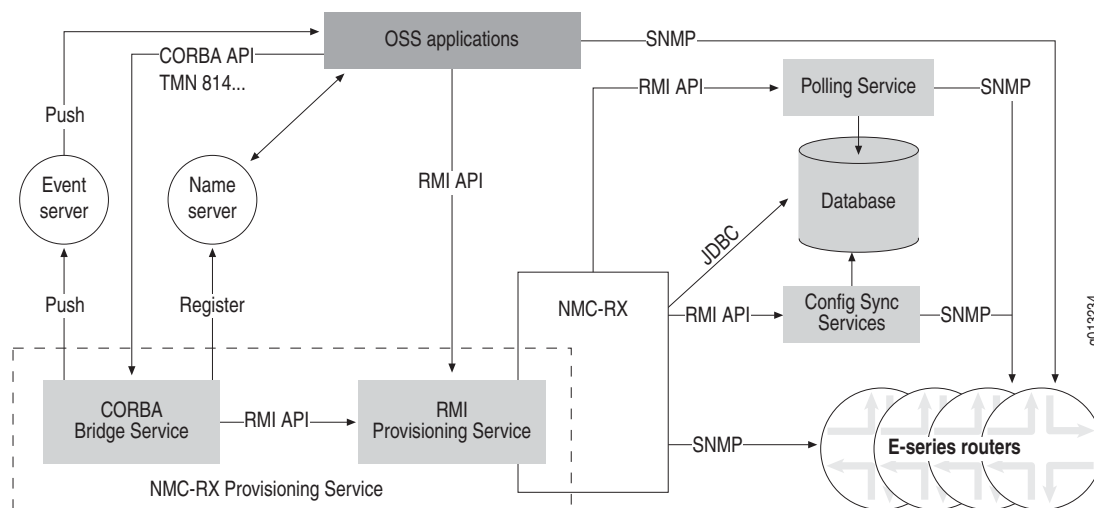 OSS applications
SNMP
CORBA API
TMN 814...
RMI API
Polling Service
SNMP
Push
Event
server
Name
server
RMI API
Database
JDBC
Push
Register
NMC-RX
RMI API
Config Sync
Services
SNMP
g013234
CORBA
Bridge Service
RMI API
RMI
Provisioning Service
SNMP
E-series routers
NMC-RX Provisioning Service